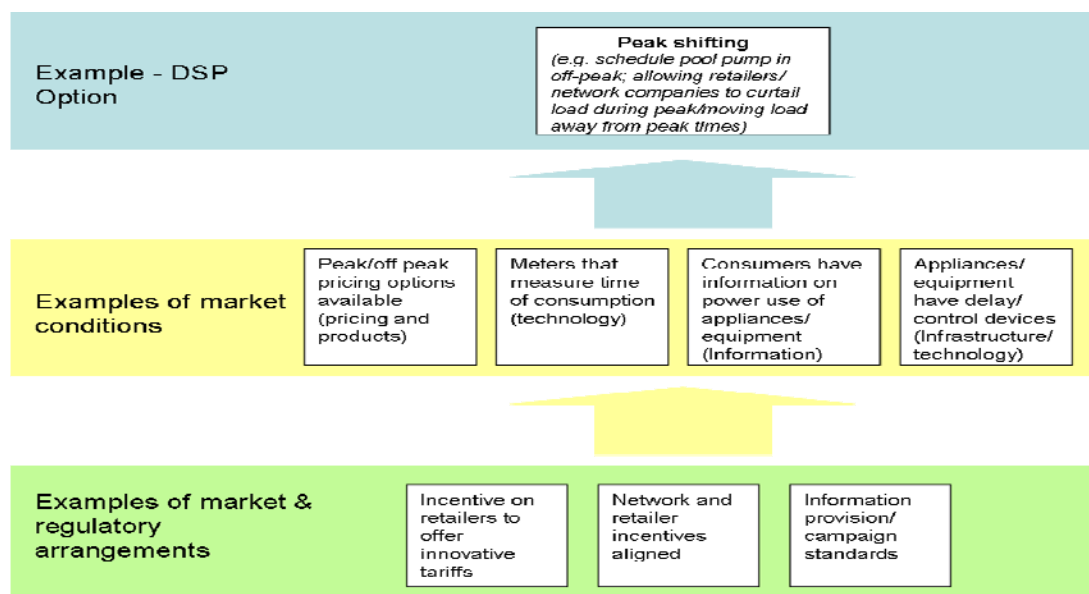 Example - DSP
Option
Peak shifting
(e.g. schedule pool pump in
off-peak; allowing retailers/
network companies to curtail
load during peak/moving load
away from peak times)
Examples of market
conditions
Peak/off peak
pricing options
available
(pricing and
products)
Meters that
measure time
of consumption
(technology)
Consumers have
information on
power use of
appliances/
equipment
(Information)
Appliances/
equipment
have delay/
control devices
(Infrastructure/
technology)
Examples of market &
regulatory
arrangements
Incentive on
retailers to
offer
innovative
tariffs
Network and
retailer
incentives
aligned
Information
provision/
campaign
standards